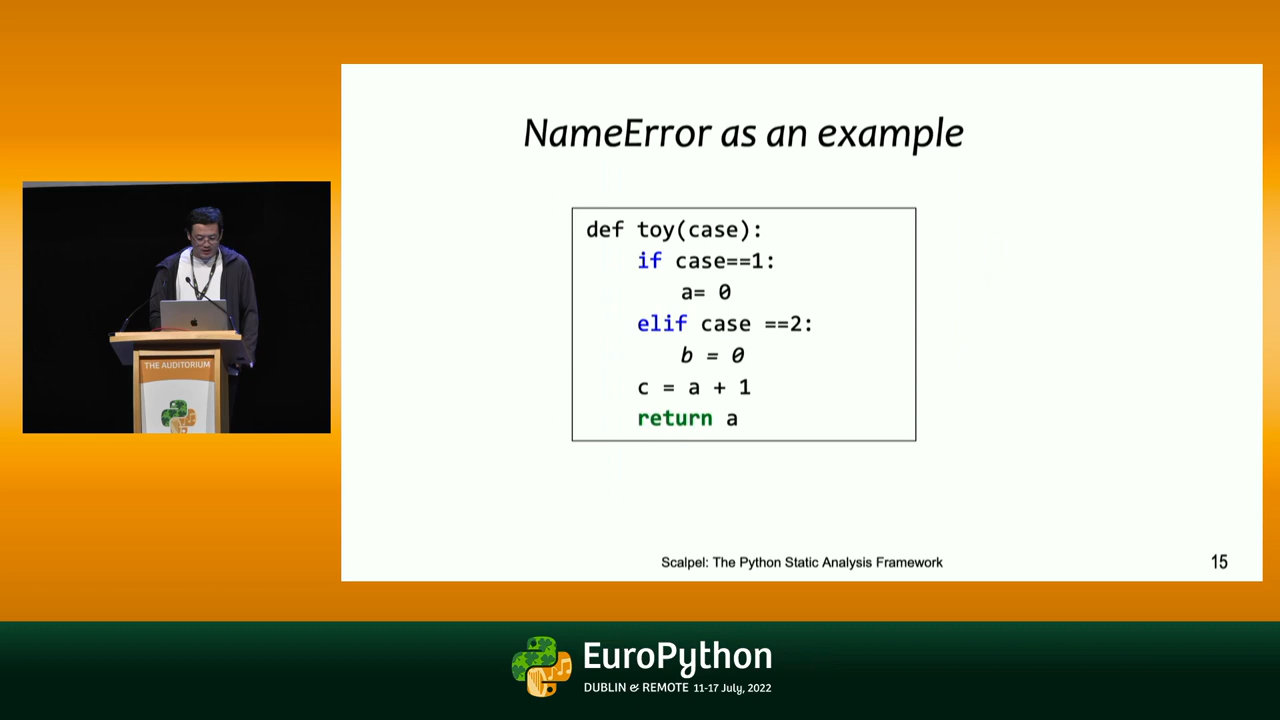 NameError as an example
def toy(case):
if case==1:
a= 0
elif case ==2:
b = 0
c = a + 1
return a
Scalpel: The Python Static Analysis Framework
15
THE AUDITORIUM
EuroPython
DUBLIN & REMOTE 11-17 July, 2022